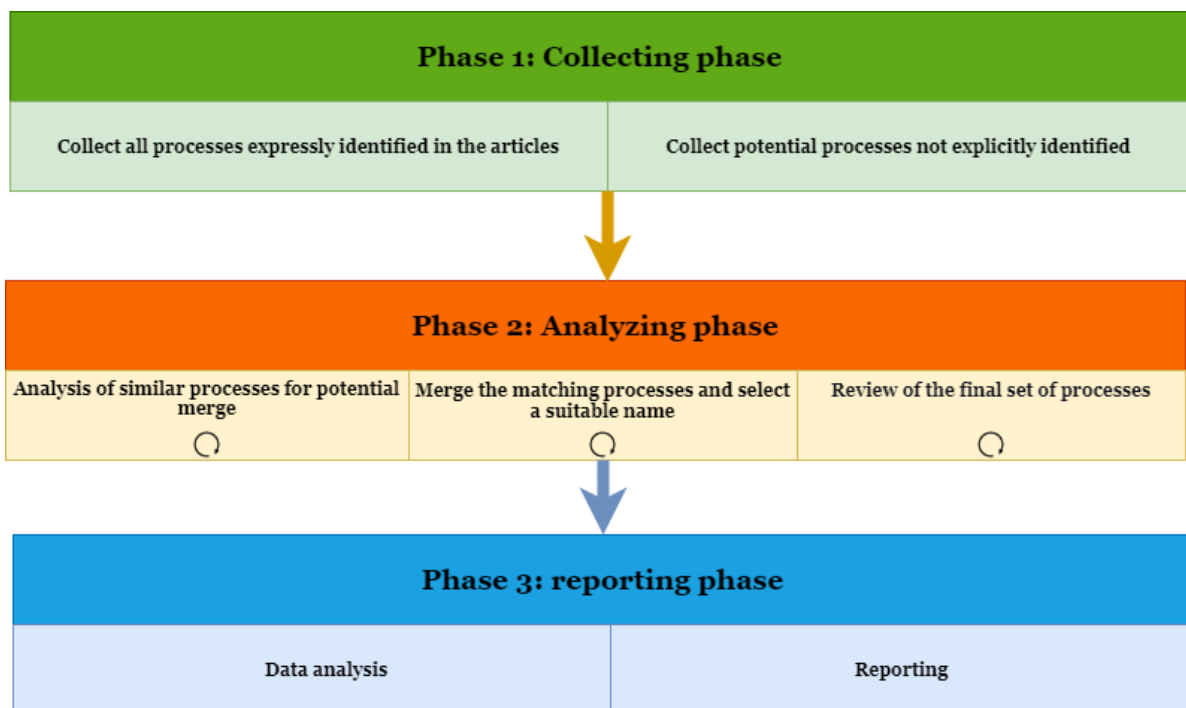 Phase 1: Collecting phase
Collect all processes expressly identified in the articles
Collect potential processes not explicitly identified
Phase 2: Analyzing phase
Analysis of similar processes for potential
merge
Merge the matching processes and select
a suitable name
Review of the final set of processes
Phase 3: reporting phase
Data analysis
Reporting